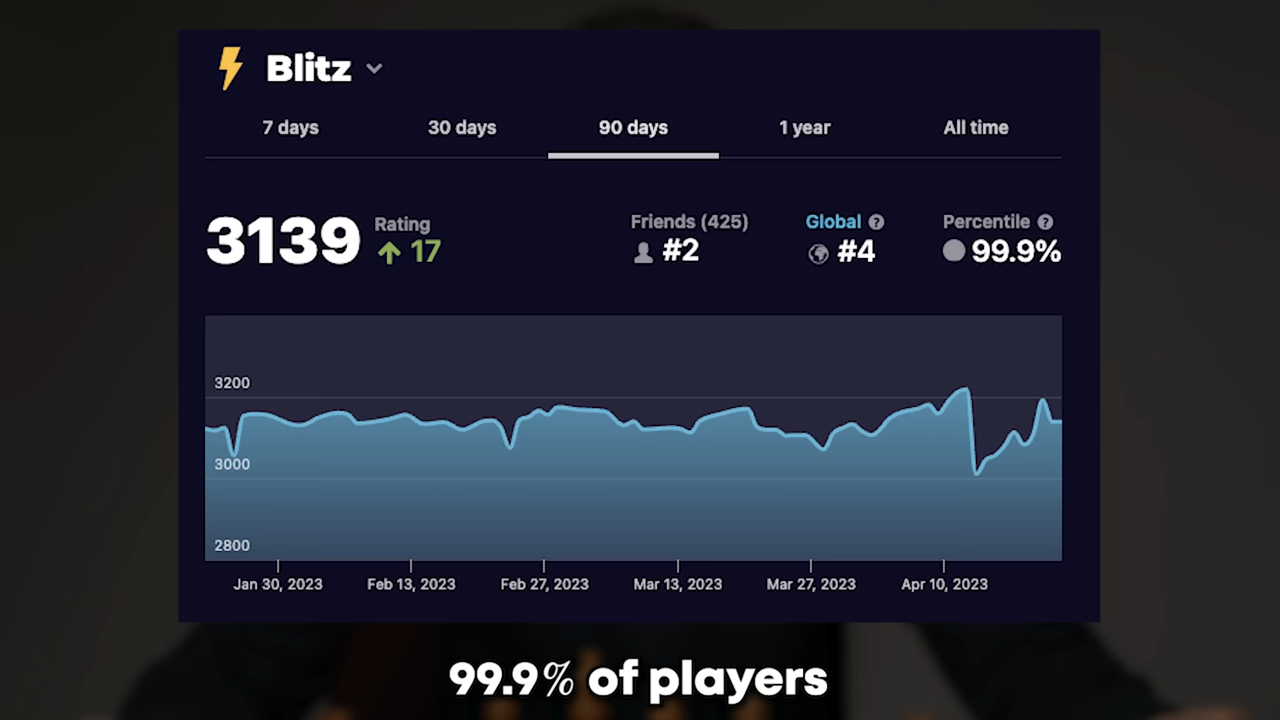 Blitz
7 days 30 days 90 days 1 year All time
3139 Rating 17
Friends (425) #2
Global ? #4
Percentile ? 99.9%
3200
3000
2800
Jan 30, 2023 Feb 13, 2023 Feb 27, 2023 Mar 13, 2023 Mar 27, 2023 Apr 10, 2023
99.9% of players